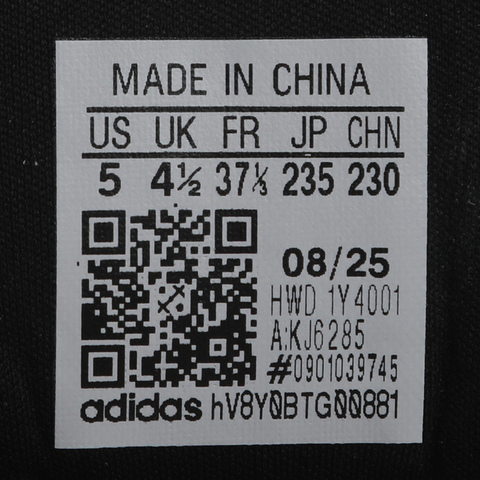 MADE IN CHINA
US UK FR JP CHN
5 4½ 37⅓ 235 230
08/25
HWD 1Y4001
A:KJ6285
#0901039745
adidas hV8Y0BTG00881